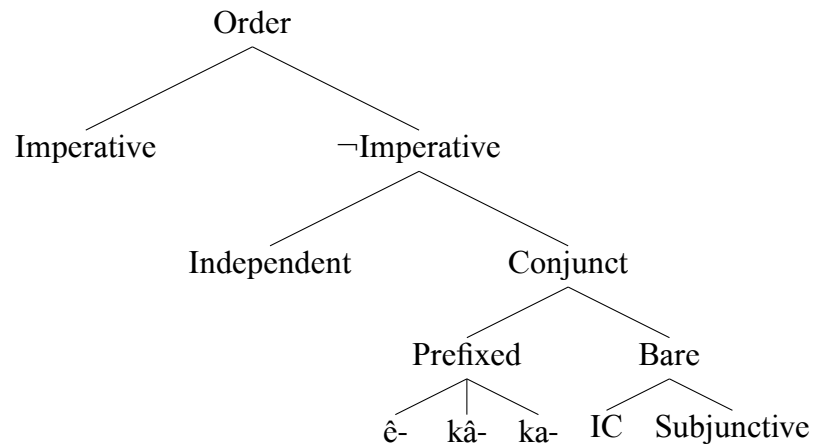 Order
Imperative ¬Imperative
Independent Conjunct
Prefixed Bare
ê- kâ- ka- IC Subjunctive